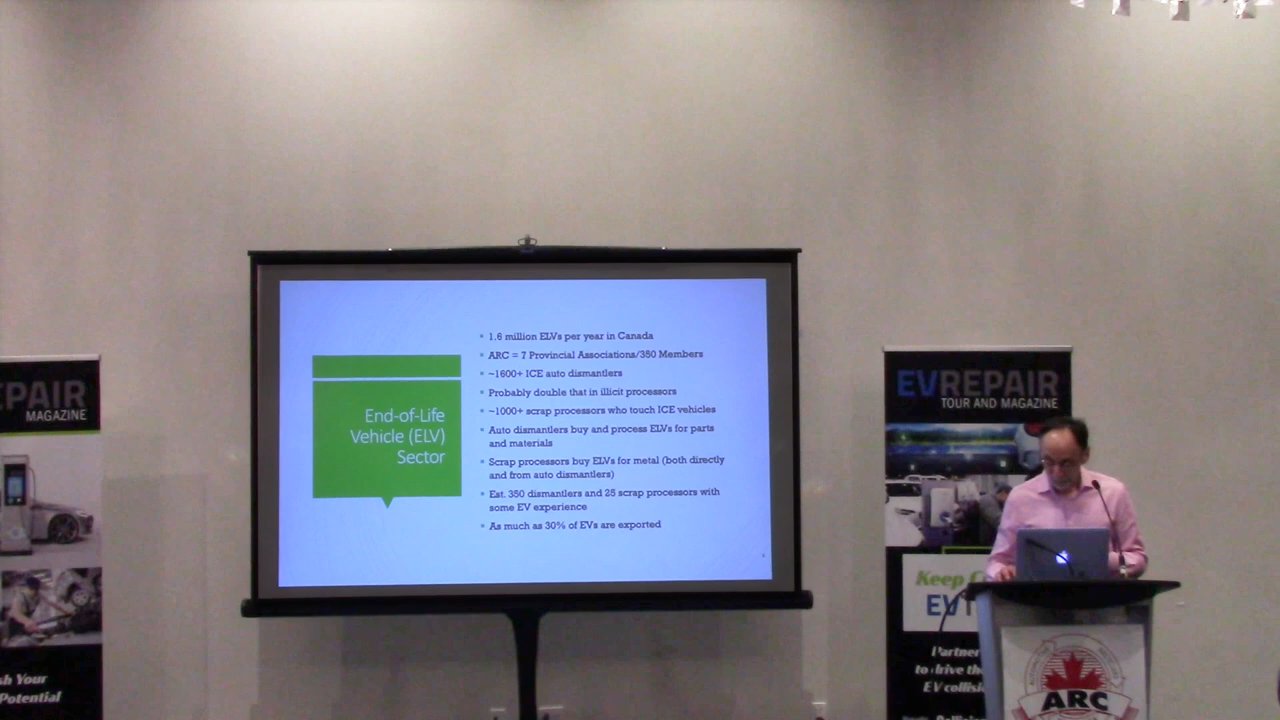 End-of-Life
Vehicle (ELV)
Sector
1.6 million ELVs per year in Canada
ARC = 7 Provincial Associations/350 Members
~1600+ ICE auto dismantlers
Probably double that in illicit processors
~1000+ scrap processors who touch ICE vehicles
Auto dismantlers buy and process ELVs for parts
and materials
Scrap processors buy ELVs for metal (both directly
and from auto dismantlers)
Est. 350 dismantlers and 25 scrap processors with
some EV experience
As much as 30% of EVs are exported
EPAIR
MAGAZINE
sh Your
Potential
EVREPAIR
TOUR AND MAGAZINE
Keep
EV
Partner
to drive the
EV collis
ARC